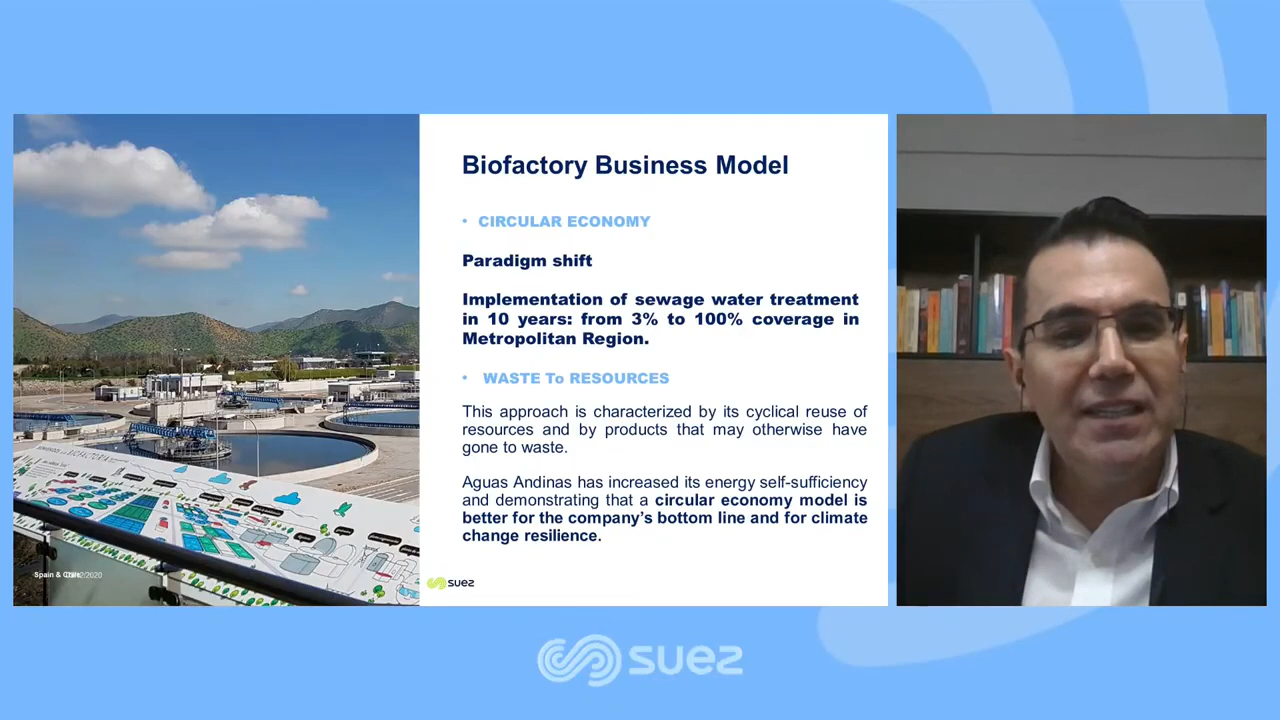 Biofactory Business Model
• CIRCULAR ECONOMY
Paradigm shift
Implementation of sewage water treatment
in 10 years: from 3% to 100% coverage in
Metropolitan Region.
• WASTE To RESOURCES
This approach is characterized by its cyclical reuse of
resources and by products that may otherwise have
gone to waste.
Aguas Andinas has increased its energy self-sufficiency
and demonstrating that a circular economy model is
better for the company's bottom line and for climate
change resilience.
Spain &
suez
suez